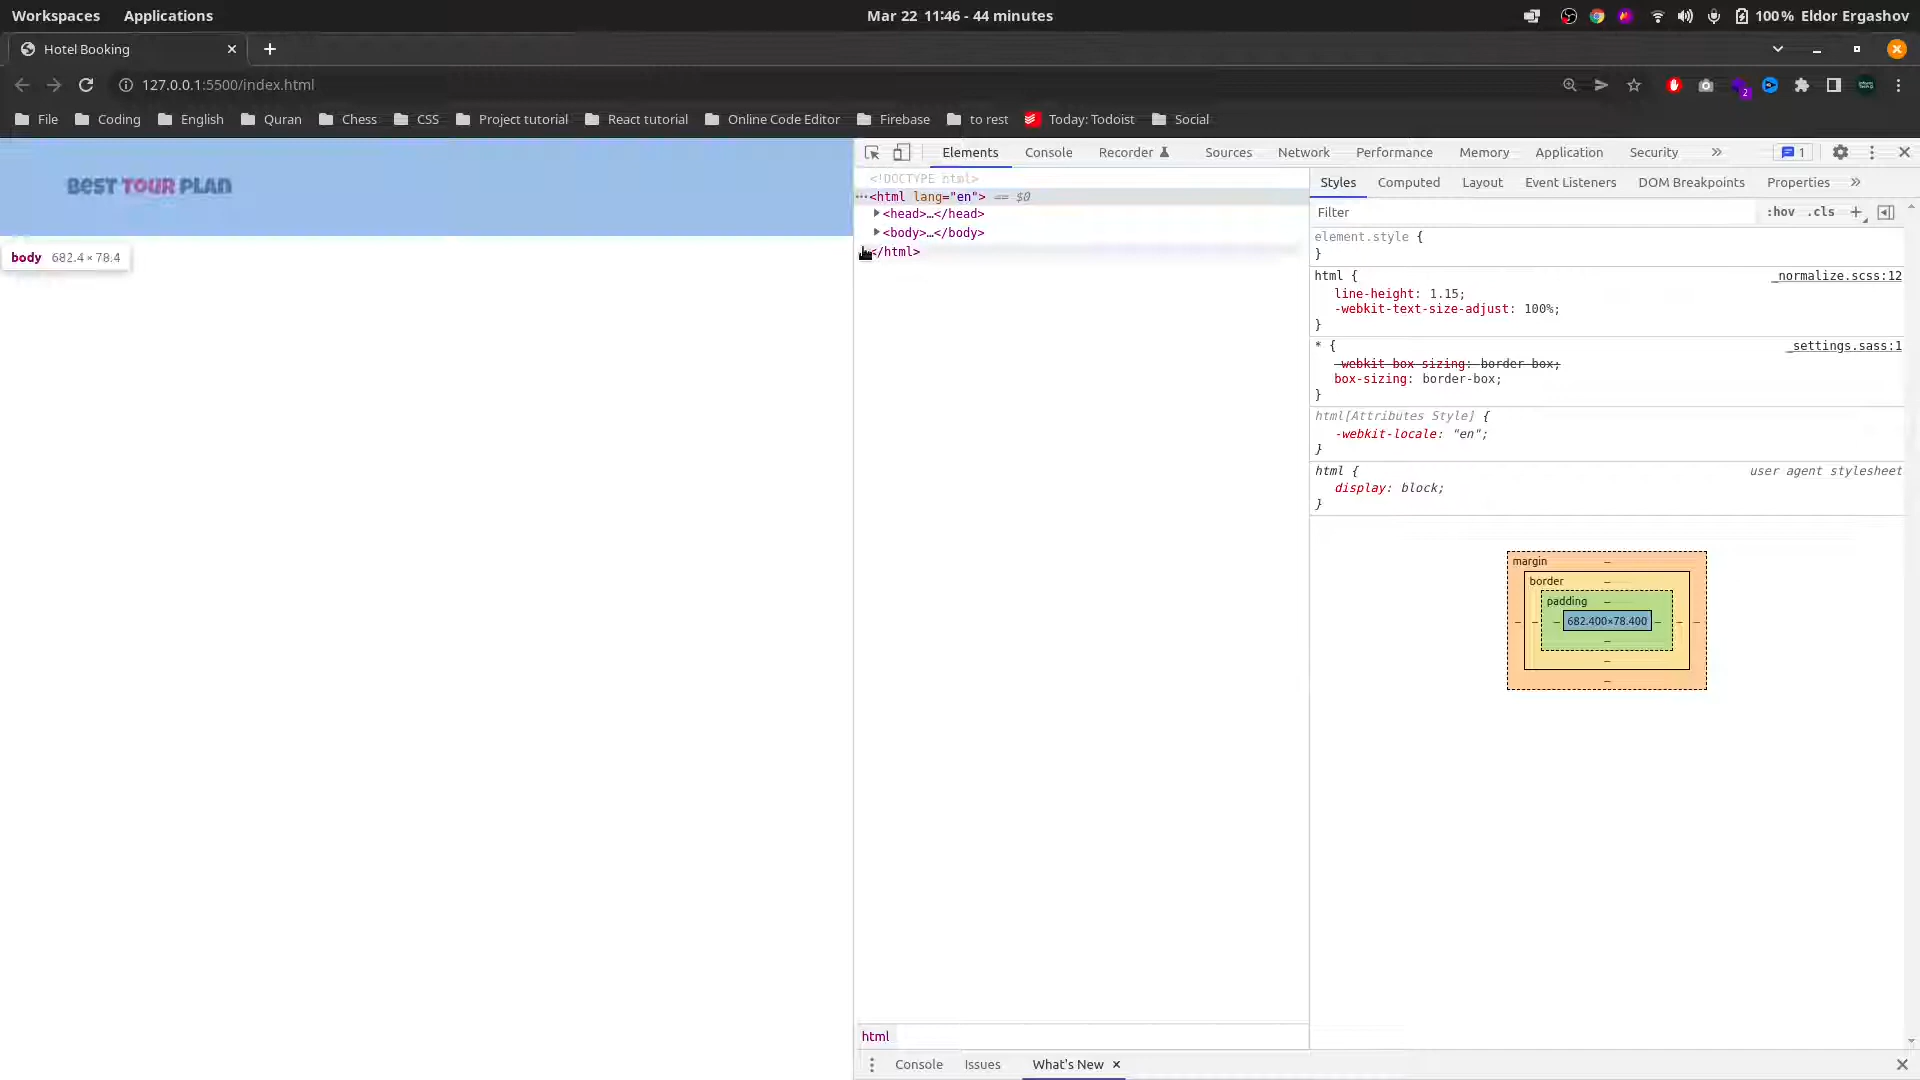 Workspaces Applications Mar 22 11:46 - 44 minutes 100% Eldor Ergashov
Hotel Booking
127.0.0.1:5500/index.html 2
File Coding English Quran Chess CSS Project tutorial React tutorial Online Code Editor Firebase to rest Today: Todoist Social
BEST TOUR PLAN
body 682.4 × 78.4
Elements Console Recorder Sources Network Performance Memory Application Security 1
<!DOCTYPE html>
<html lang="en"> == $0
<head>…</head>
<body>…</body>
</html>
html
Styles Computed Layout Event Listeners DOM Breakpoints Properties
Filter :hov .cls
element.style {
}
html { _normalize.scss:12
line-height: 1.15;
-webkit-text-size-adjust: 100%;
}
* { _settings.sass:1
-webkit-box-sizing: border-box;
box-sizing: border-box;
}
html[Attributes Style] {
-webkit-locale: "en";
}
html { user agent stylesheet
display: block;
}
margin –
border –
padding –
– – – 682.400×78.400 – – –
–
–
–
Console Issues What's New